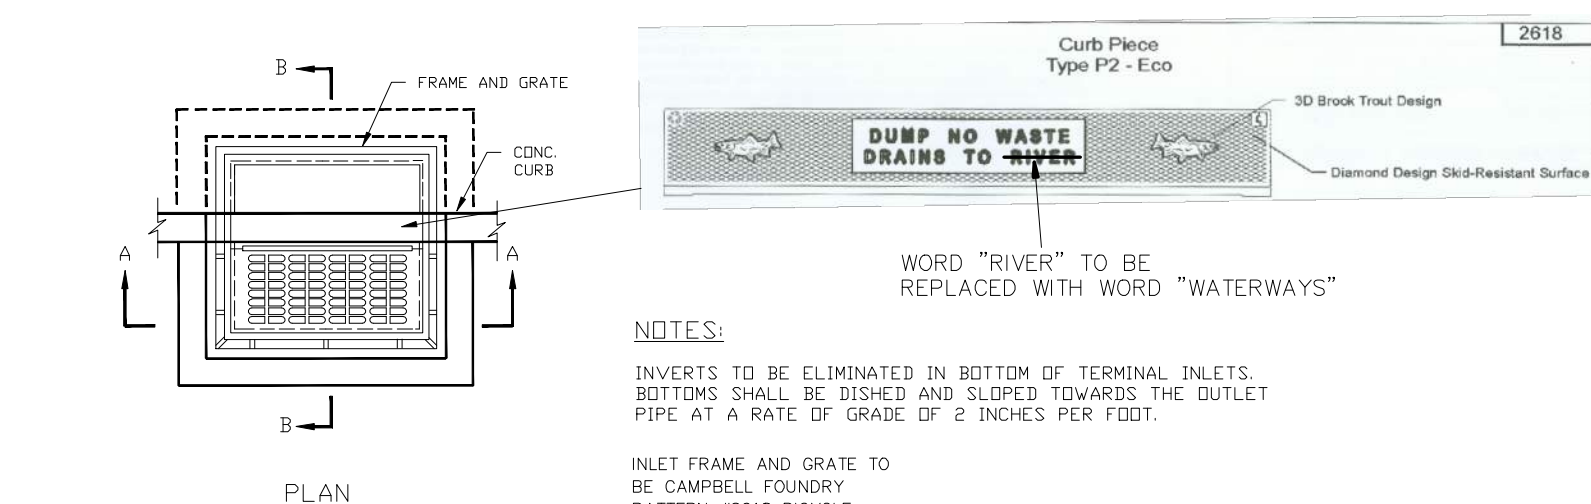 B
FRAME AND GRATE
CONC.
CURB
A
A
B
PLAN
Curb Piece
Type P2 - Eco
2618
3D Brook Trout Design
DUMP NO WASTE
DRAINS TO RIVER
Diamond Design Skid-Resistant Surface
WORD "RIVER" TO BE
REPLACED WITH WORD "WATERWAYS"
NOTES:
INVERTS TO BE ELIMINATED IN BOTTOM OF TERMINAL INLETS.
BOTTOMS SHALL BE DISHED AND SLOPED TOWARDS THE OUTLET
PIPE AT A RATE OF GRADE OF 2 INCHES PER FOOT.
INLET FRAME AND GRATE TO
BE CAMPBELL FOUNDRY